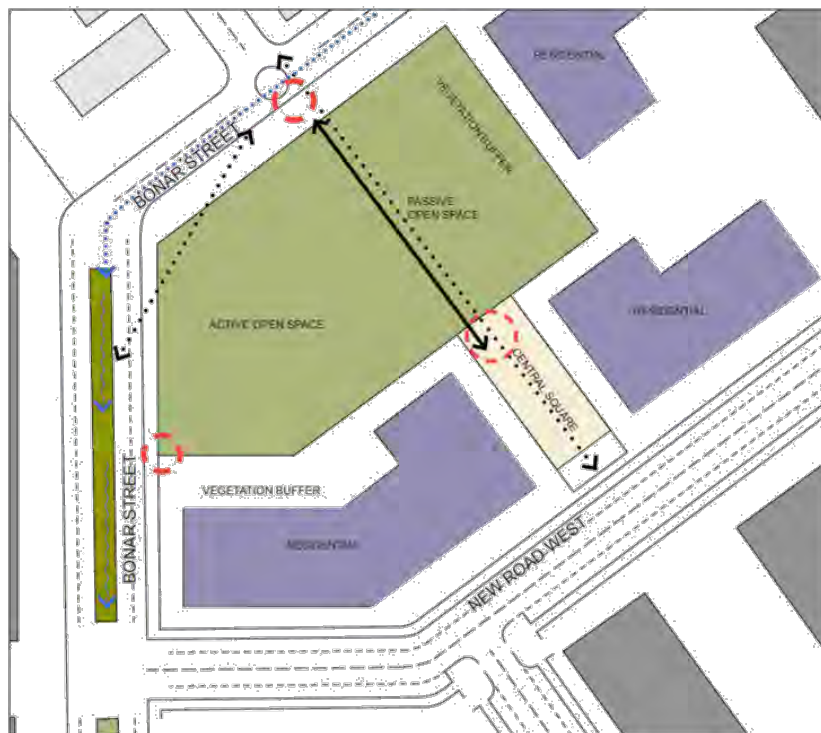 RESIDENTIAL
VEGETATION BUFFER
BONAR STREET
PASSIVE
OPEN SPACE
ACTIVE OPEN SPACE
RESIDENTIAL
CENTRAL SQUARE
VEGETATION BUFFER
BONAR STREET
RESIDENTIAL
NEW ROAD WEST